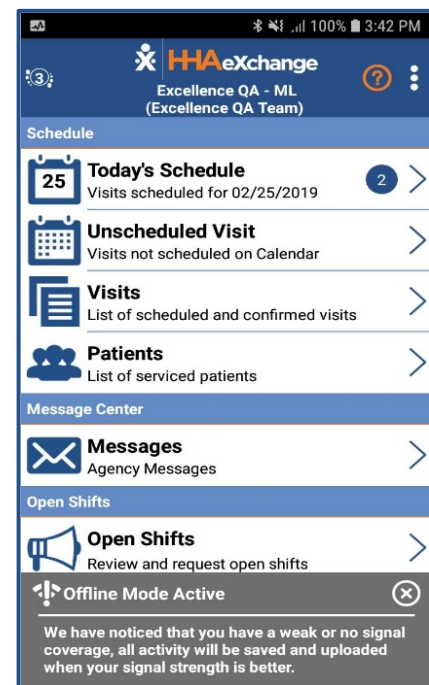 100% 3:42 PM
3
HHAeXchange
?
Excellence QA - ML
(Excellence QA Team)
Schedule
25
Today's Schedule
2
Visits scheduled for 02/25/2019
Unscheduled Visit
Visits not scheduled on Calendar
Visits
List of scheduled and confirmed visits
Patients
List of serviced patients
Message Center
Messages
Agency Messages
Open Shifts
Open Shifts
Review and request open shifts
Offline Mode Active
We have noticed that you have a weak or no signal
coverage, all activity will be saved and uploaded
when your signal strength is better.